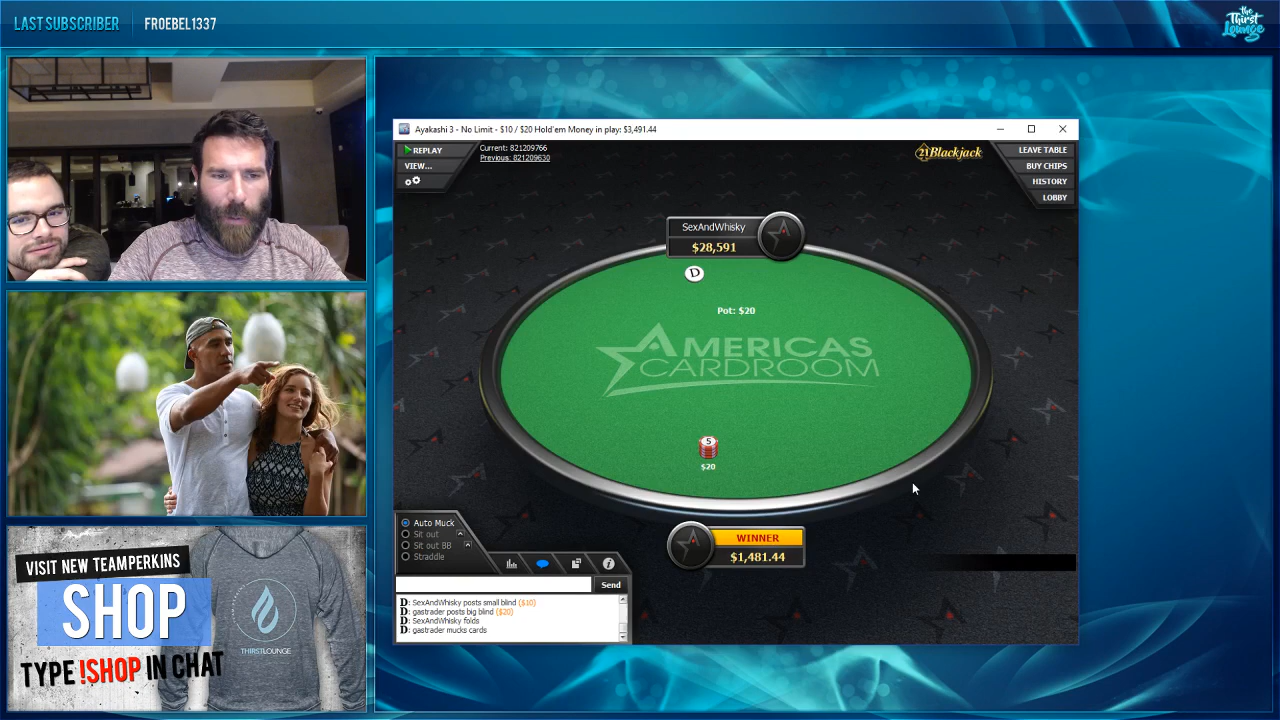 LAST SUBSCRIBER
FROEBEL1337
the Thirst Lounge
Ayakashi 3 - No Limit - $10 / $20 Hold'em Money in play: $3,491.44
REPLAY
VIEW...
Current: 821209766
Previous: 821209630
21 Blackjack
LEAVE TABLE
BUY CHIPS
HISTORY
LOBBY
SexAndWhisky
$28,591
D
Pot: $20
AMERICAS
CARDROOM
5
$20
WINNER
$1,481.44
Auto Muck
Sit out
Sit out BB
Straddle
Send
D: SexAndWhisky posts small blind ($10)
D: gastrader posts big blind ($20)
D: SexAndWhisky folds
D: gastrader mucks cards
VISIT NEW TEAMPERKINS
SHOP
TYPE !SHOP IN CHAT
THIRSTLOUNGE